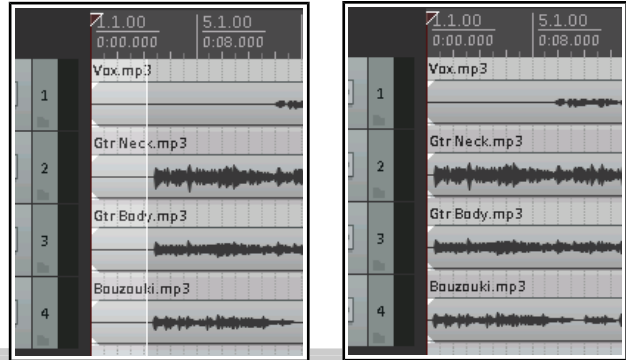 1.1.00 5.1.00
0:00.000 0:08.000
Vox.mp3
1
Gtr Neck.mp3
2
Gtr Body.mp3
3
Bouzouki.mp3
4
1.1.00 5.1.00
0:00.000 0:08.000
Vox.mp3
1
Gtr Neck.mp3
2
Gtr Body.mp3
3
Bouzouki.mp3
4